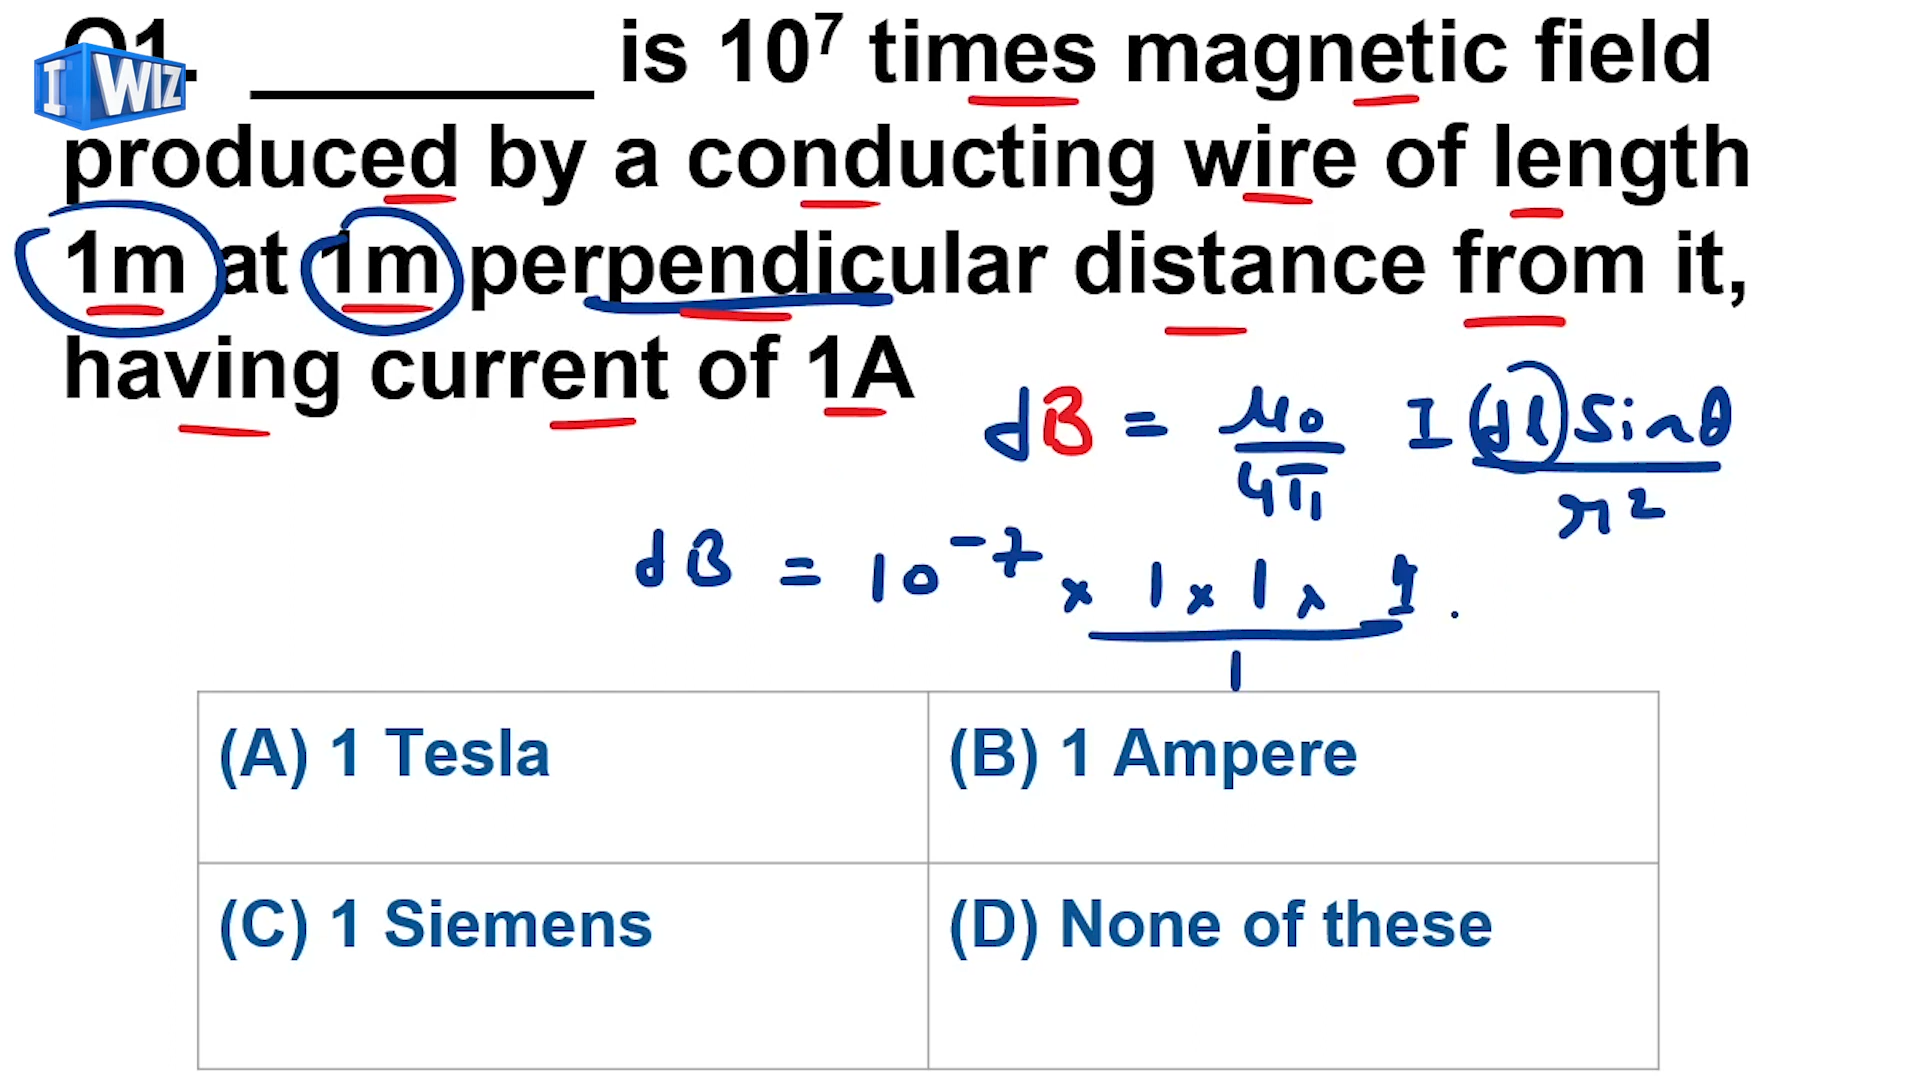 Q1 __________ is 10⁷ times magnetic field
I WIZ
produced by a conducting wire of length
1m at 1m perpendicular distance from it,
having current of 1A
dB = μ₀/4π I dl Sinθ/r²
dB = 10⁻⁷ × 1 × 1 × 1/1 .
(A) 1 Tesla
(B) 1 Ampere
(C) 1 Siemens
(D) None of these